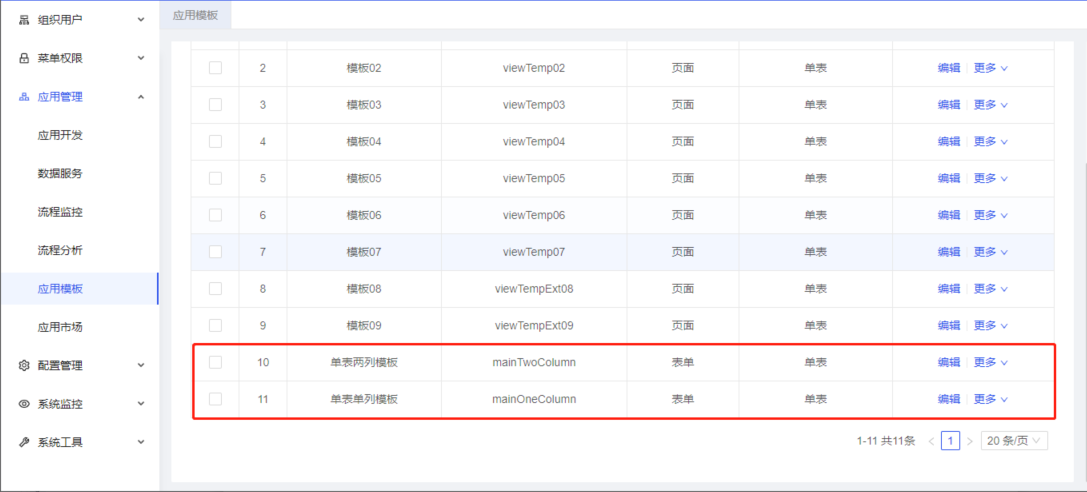 组织用户
菜单权限
应用管理
应用开发
数据服务
流程监控
流程分析
应用模板
应用市场
配置管理
系统监控
系统工具
应用模板
2 模板02 viewTemp02 页面 单表 编辑 更多
3 模板03 viewTemp03 页面 单表 编辑 更多
4 模板04 viewTemp04 页面 单表 编辑 更多
5 模板05 viewTemp05 页面 单表 编辑 更多
6 模板06 viewTemp06 页面 单表 编辑 更多
7 模板07 viewTemp07 页面 单表 编辑 更多
8 模板08 viewTempExt08 页面 单表 编辑 更多
9 模板09 viewTempExt09 页面 单表 编辑 更多
10 单表两列模板 mainTwoColumn 表单 单表 编辑 更多
11 单表单列模板 mainOneColumn 表单 单表 编辑 更多
1-11 共11条 < 1 > 20 条/页